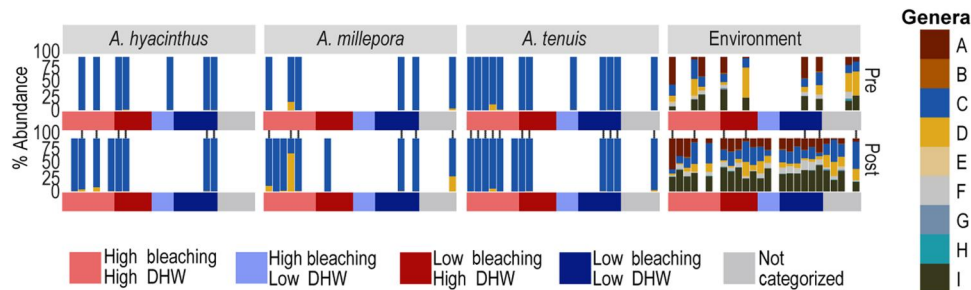 Genera
A. hyacinthus A. millepora A. tenuis Environment
A
B
C
D
E
F
G
H
I
% Abundance
100
75
50
25
0
Pre
100
75
50
25
0
Post
High bleaching
High DHW
High bleaching
Low DHW
Low bleaching
High DHW
Low bleaching
Low DHW
Not
categorized